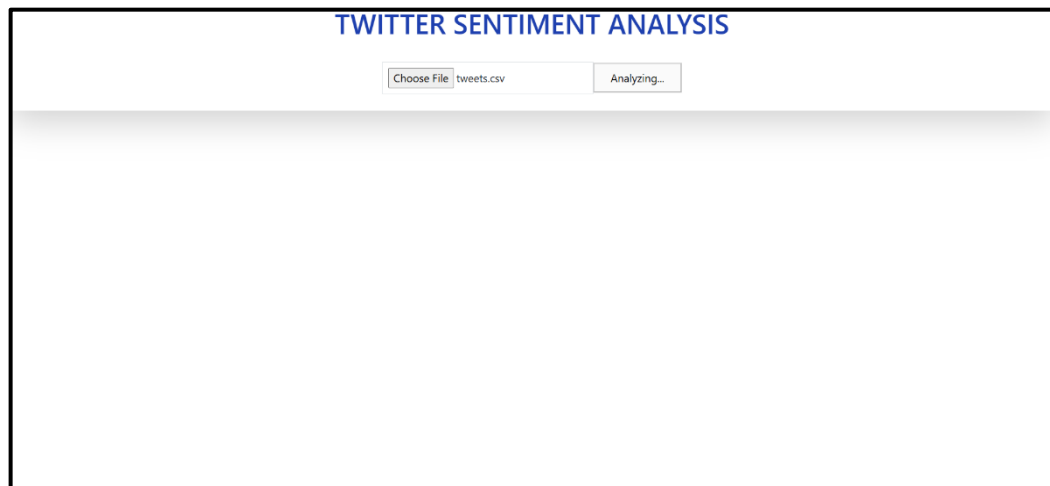 TWITTER SENTIMENT ANALYSIS
Choose File tweets.csv Analyzing...